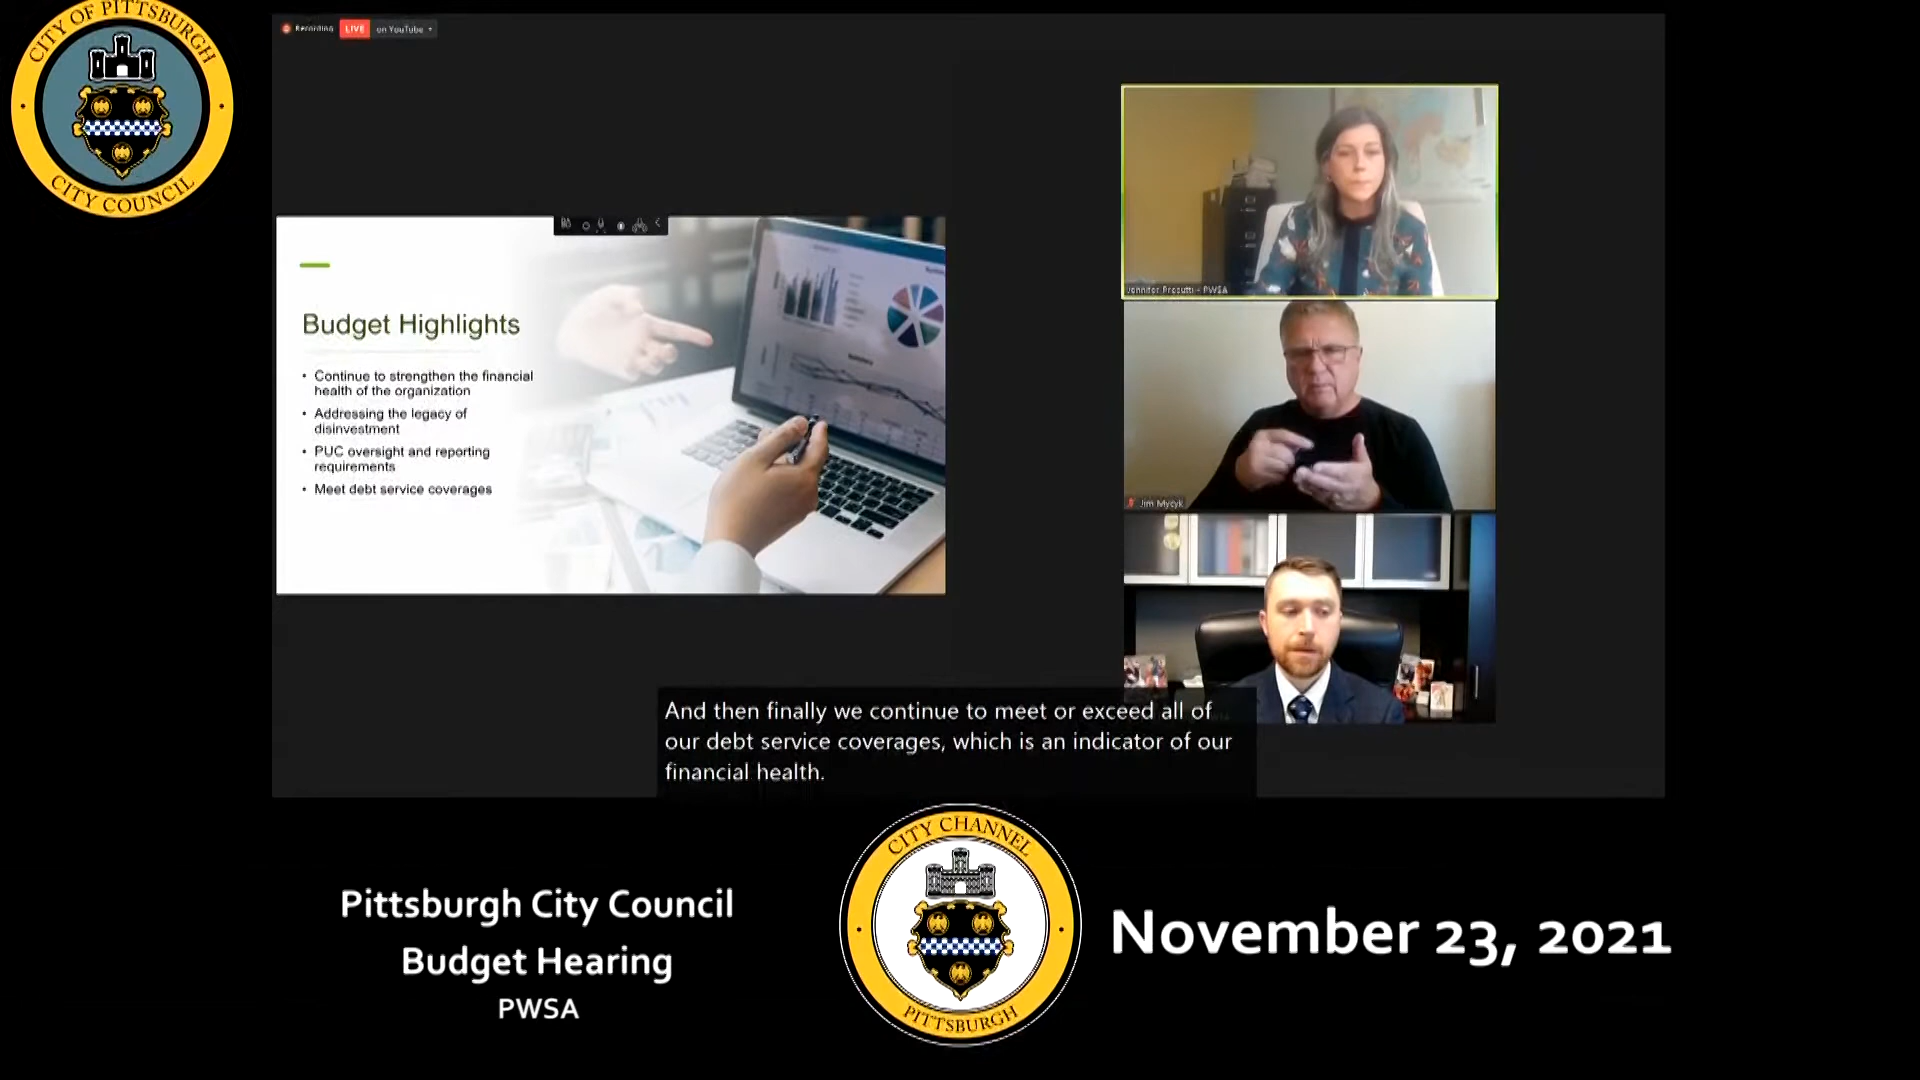 CITY OF PITTSBURGH
CITY COUNCIL
Recording
LIVE
on YouTube
Budget Highlights
• Continue to strengthen the financial
health of the organization
• Addressing the legacy of
disinvestment
• PUC oversight and reporting
requirements
• Meet debt service coverages
Jennifer Presutti - PWSA
Jim Mycyk
And then finally we continue to meet or exceed all of
our debt service coverages, which is an indicator of our
financial health.
Pittsburgh City Council
Budget Hearing
PWSA
CITY CHANNEL
PITTSBURGH
November 23, 2021